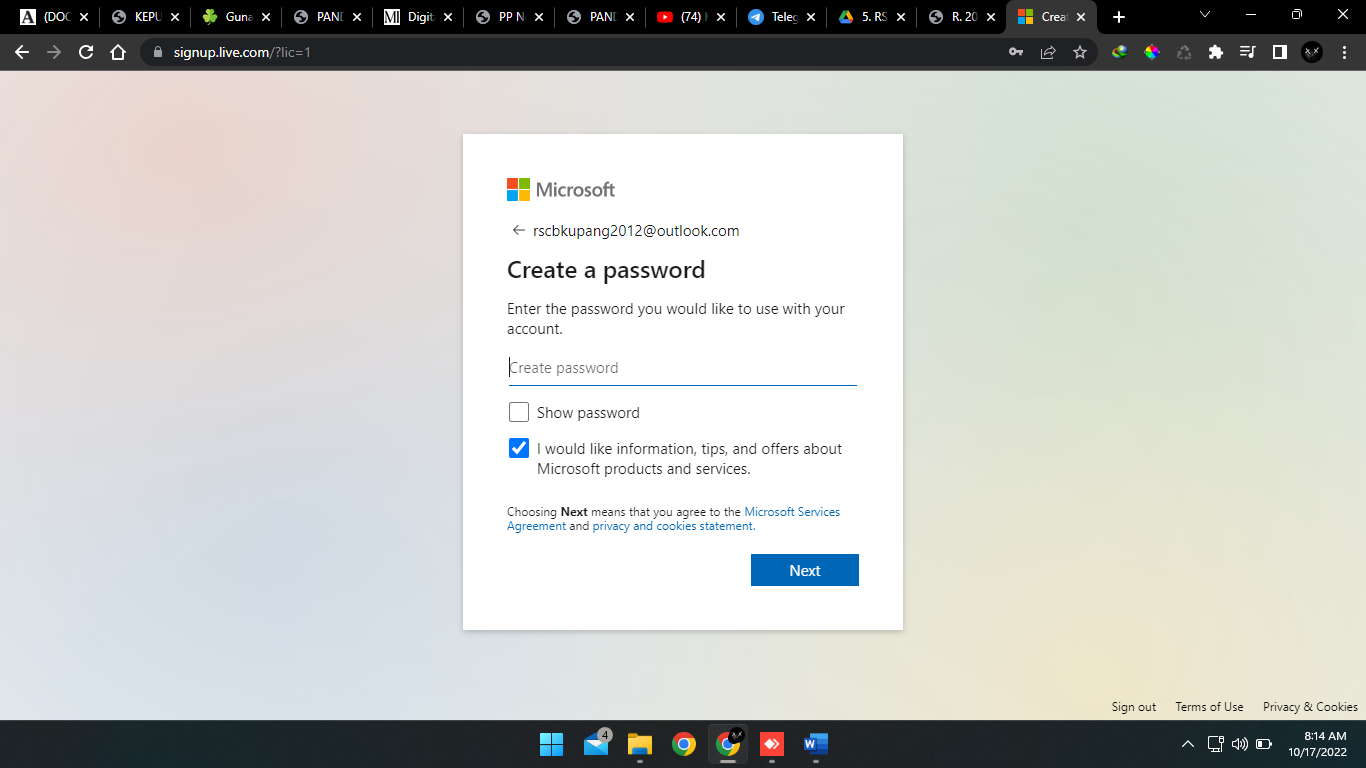 (DOC
KEPU
Guna
PAND
Digit
PP N
PAND
(74)
Teleg
5. RS
R. 20
Crea
signup.live.com/?lic=1
Microsoft
rscbkupang2012@outlook.com
Create a password
Enter the password you would like to use with your
account.
Create password
Show password
I would like information, tips, and offers about
Microsoft products and services.
Choosing Next means that you agree to the Microsoft Services
Agreement and privacy and cookies statement.
Next
Sign out Terms of Use Privacy & Cookies
4
8:14 AM
10/17/2022